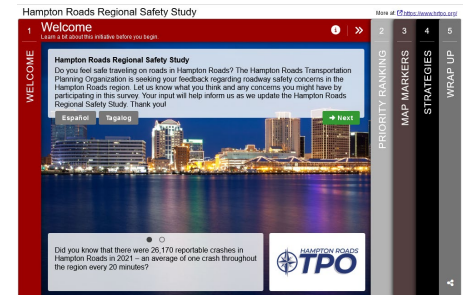 Hampton Roads Regional Safety Study
More at: https://www.hrtpo.org/
1 Welcome
Learn a bit about this initiative before you begin.
2 3 4 5
WELCOME
Hampton Roads Regional Safety Study
Do you feel safe traveling on roads in Hampton Roads? The Hampton Roads Transportation
Planning Organization is seeking your feedback regarding roadway safety concerns in the
Hampton Roads region. Let us know what you think and any concerns you might have by
participating in this survey. Your input will help inform us as we update the Hampton Roads
Regional Safety Study. Thank you!
Español Tagalog
Next
PRIORITY RANKING
MAP MARKERS
STRATEGIES
WRAP UP
Did you know that there were 26,170 reportable crashes in
Hampton Roads in 2021 – an average of one crash throughout
the region every 20 minutes?
HAMPTON ROADS
TPO